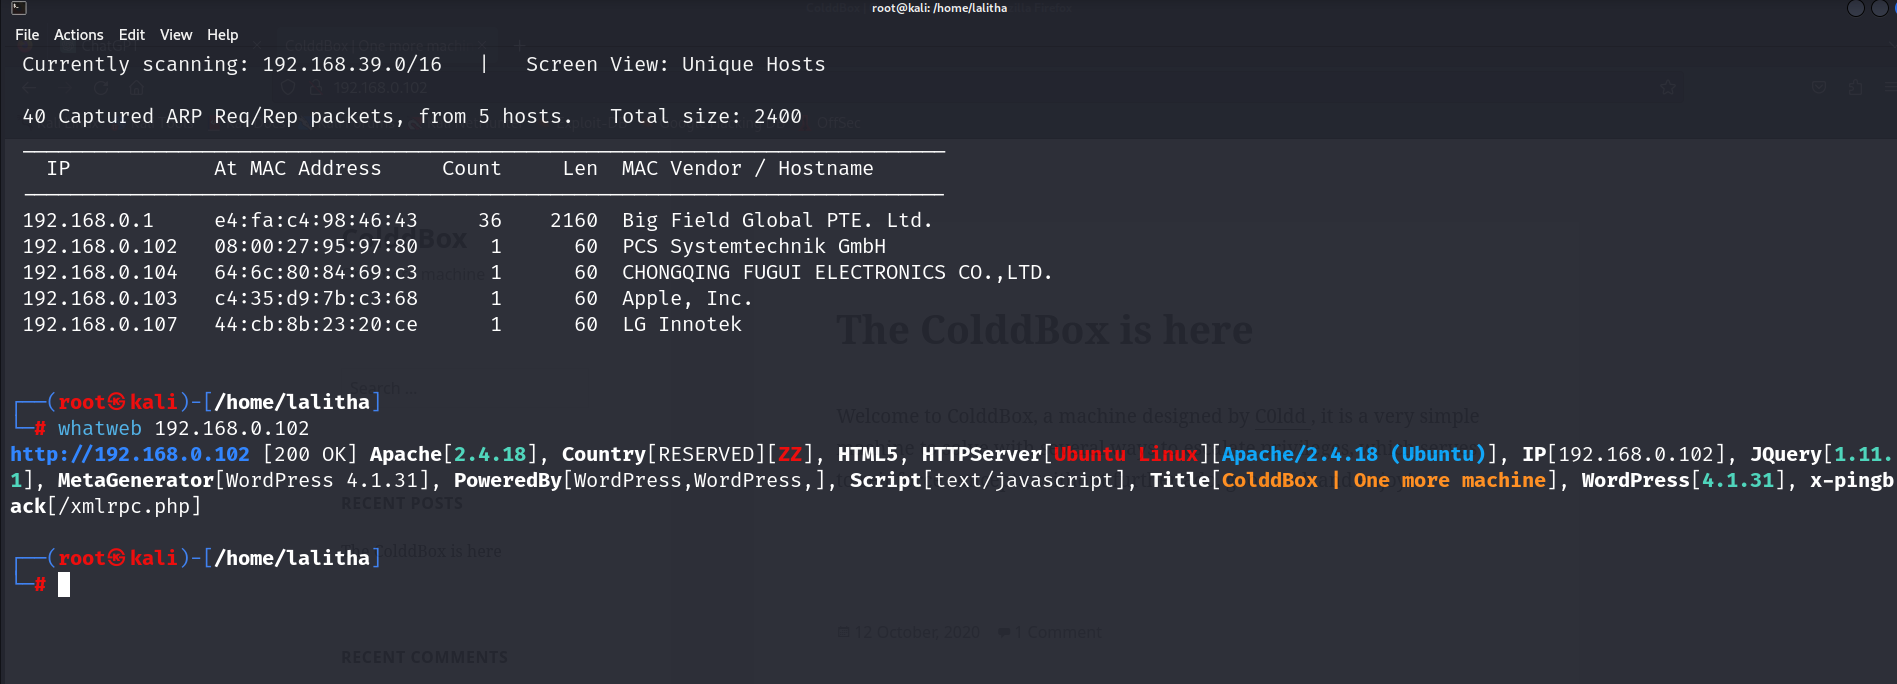 root@kali: /home/lalitha
File Actions Edit View Help
Currently scanning: 192.168.39.0/16 | Screen View: Unique Hosts
192.168.0.102
40 Captured ARP Req/Rep packets, from 5 hosts. Total size: 2400
OffSec
IP At MAC Address Count Len MAC Vendor / Hostname
192.168.0.1 e4:fa:c4:98:46:43 36 2160 Big Field Global PTE. Ltd.
192.168.0.102 08:00:27:95:97:80 1 60 PCS Systemtechnik GmbH
192.168.0.104 64:6c:80:84:69:c3 1 60 CHONGQING FUGUI ELECTRONICS CO.,LTD.
192.168.0.103 c4:35:d9:7b:c3:68 1 60 Apple, Inc.
192.168.0.107 44:cb:8b:23:20:ce 1 60 LG Innotek
ColddBox
machine
The ColddBox is here
Search ...
┌──(root㉿kali)-[/home/lalitha]
└─# whatweb 192.168.0.102
Welcome to ColddBox, a machine designed by C0ldd . it is a very simple
http://192.168.0.102 [200 OK] Apache[2.4.18], Country[RESERVED][ZZ], HTML5, HTTPServer[Ubuntu Linux][Apache/2.4.18 (Ubuntu)], IP[192.168.0.102], JQuery[1.11.
1], MetaGenerator[WordPress 4.1.31], PoweredBy[WordPress,WordPress,], Script[text/javascript], Title[ColddBox | One more machine], WordPress[4.1.31], x-pingb
ack[/xmlrpc.php]
RECENT POSTS
The ColddBox is here
┌──(root㉿kali)-[/home/lalitha]
└─#
12 October, 2020 1 Comment
RECENT COMMENTS